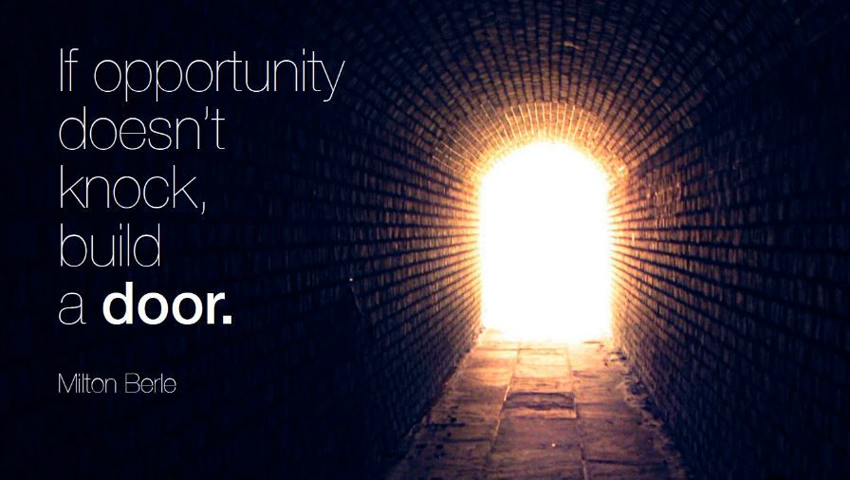 If opportunity
doesn't
knock,
build
a door.
Milton Berle